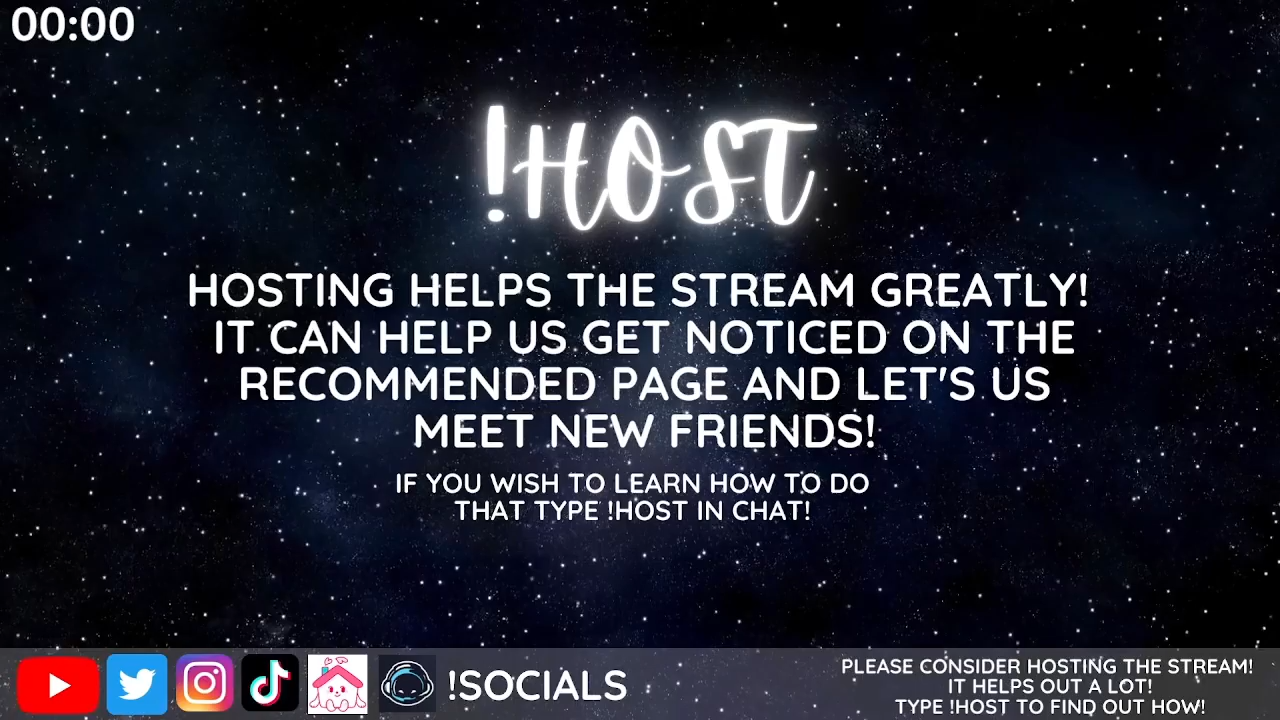 00:00
!HOST
HOSTING HELPS THE STREAM GREATLY!
IT CAN HELP US GET NOTICED ON THE
RECOMMENDED PAGE AND LET'S US
MEET NEW FRIENDS!
IF YOU WISH TO LEARN HOW TO DO
THAT TYPE !HOST IN CHAT!
!SOCIALS
PLEASE CONSIDER HOSTING THE STREAM!
IT HELPS OUT A LOT!
TYPE !HOST TO FIND OUT HOW!